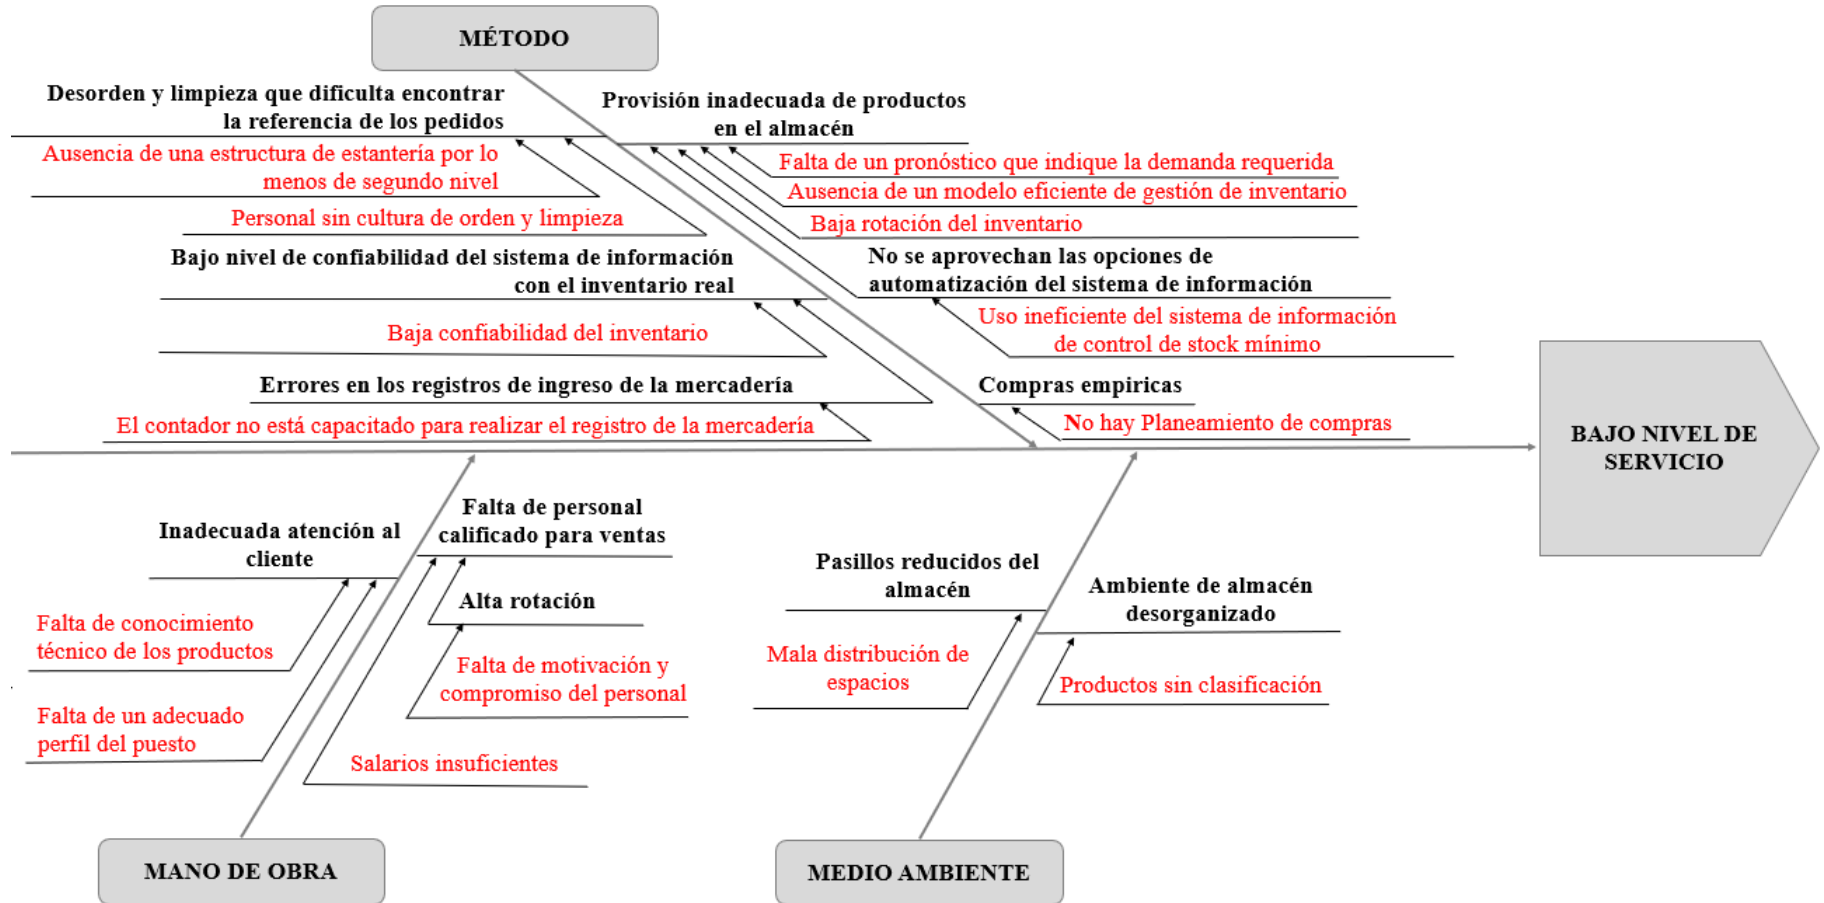 MÉTODO
Desorden y limpieza que dificulta encontrar
la referencia de los pedidos
Ausencia de una estructura de estantería por lo
menos de segundo nivel
Personal sin cultura de orden y limpieza
Bajo nivel de confiabilidad del sistema de información
con el inventario real
Baja confiabilidad del inventario
Errores en los registros de ingreso de la mercadería
El contador no está capacitado para realizar el registro de la mercadería
Provisión inadecuada de productos
en el almacén
Falta de un pronóstico que indique la demanda requerida
Ausencia de un modelo eficiente de gestión de inventario
Baja rotación del inventario
No se aprovechan las opciones de
automatización del sistema de información
Uso ineficiente del sistema de información
de control de stock mínimo
Compras empiricas
No hay Planeamiento de compras
BAJO NIVEL DE
SERVICIO
Inadecuada atención al
cliente
Falta de conocimiento
técnico de los productos
Falta de un adecuado
perfil del puesto
Falta de personal
calificado para ventas
Alta rotación
Falta de motivación y
compromiso del personal
Salarios insuficientes
MANO DE OBRA
Pasillos reducidos del
almacén
Mala distribución de
espacios
Ambiente de almacén
desorganizado
Productos sin clasificación
MEDIO AMBIENTE